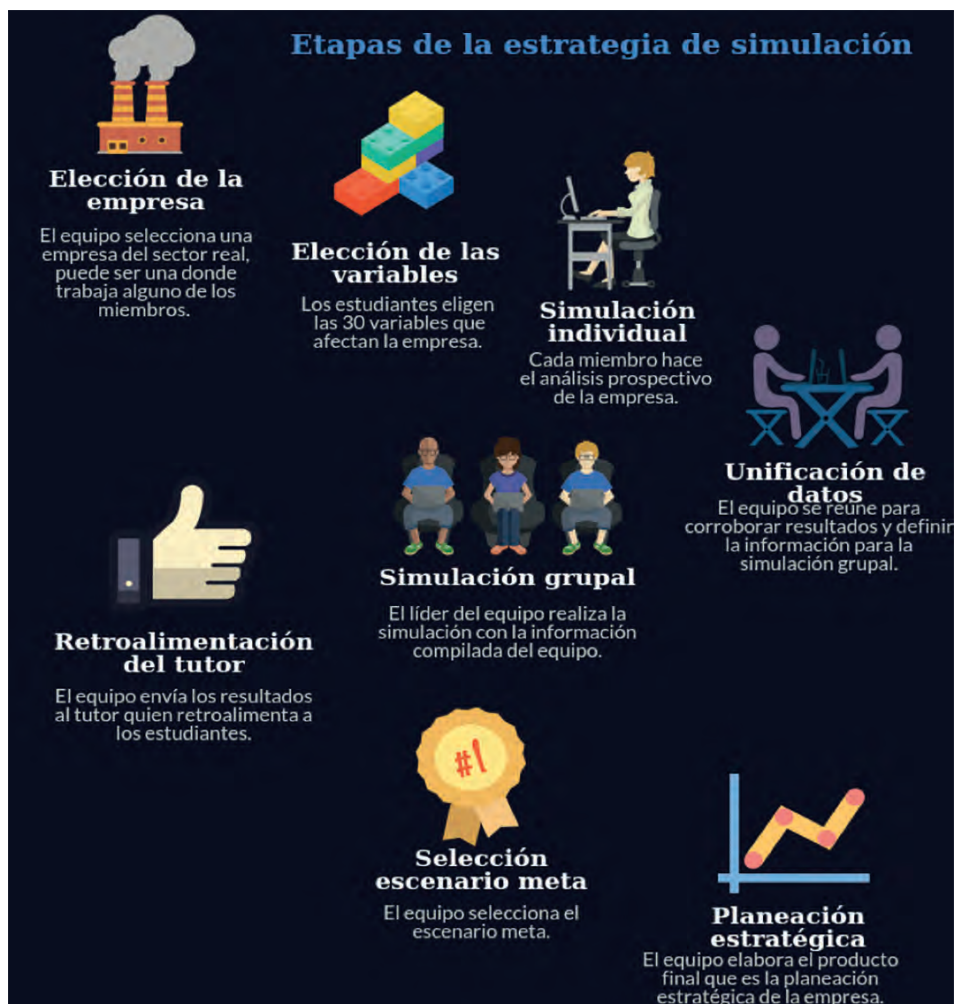 Etapas de la estrategia de simulación
Elección de la
empresa
El equipo selecciona una
empresa del sector real,
puede ser una donde
trabaja alguno de los
miembros.
Elección de las
variables
Los estudiantes eligen
las 30 variables que
afectan la empresa.
Simulación
individual
Cada miembro hace
el análisis prospectivo
de la empresa.
Unificación de
datos
El equipo se reúne para
corroborar resultados y definir
la información para la
simulación grupal.
Simulación grupal
El líder del equipo realiza la
simulación con la información
compilada del equipo.
Retroalimentación
del tutor
El equipo envía los resultados
al tutor quien retroalimenta a
los estudiantes.
#1
Selección
escenario meta
El equipo selecciona el
escenario meta.
Planeación
estratégica
El equipo elabora el producto
final que es la planeación
estratégica de la empresa.